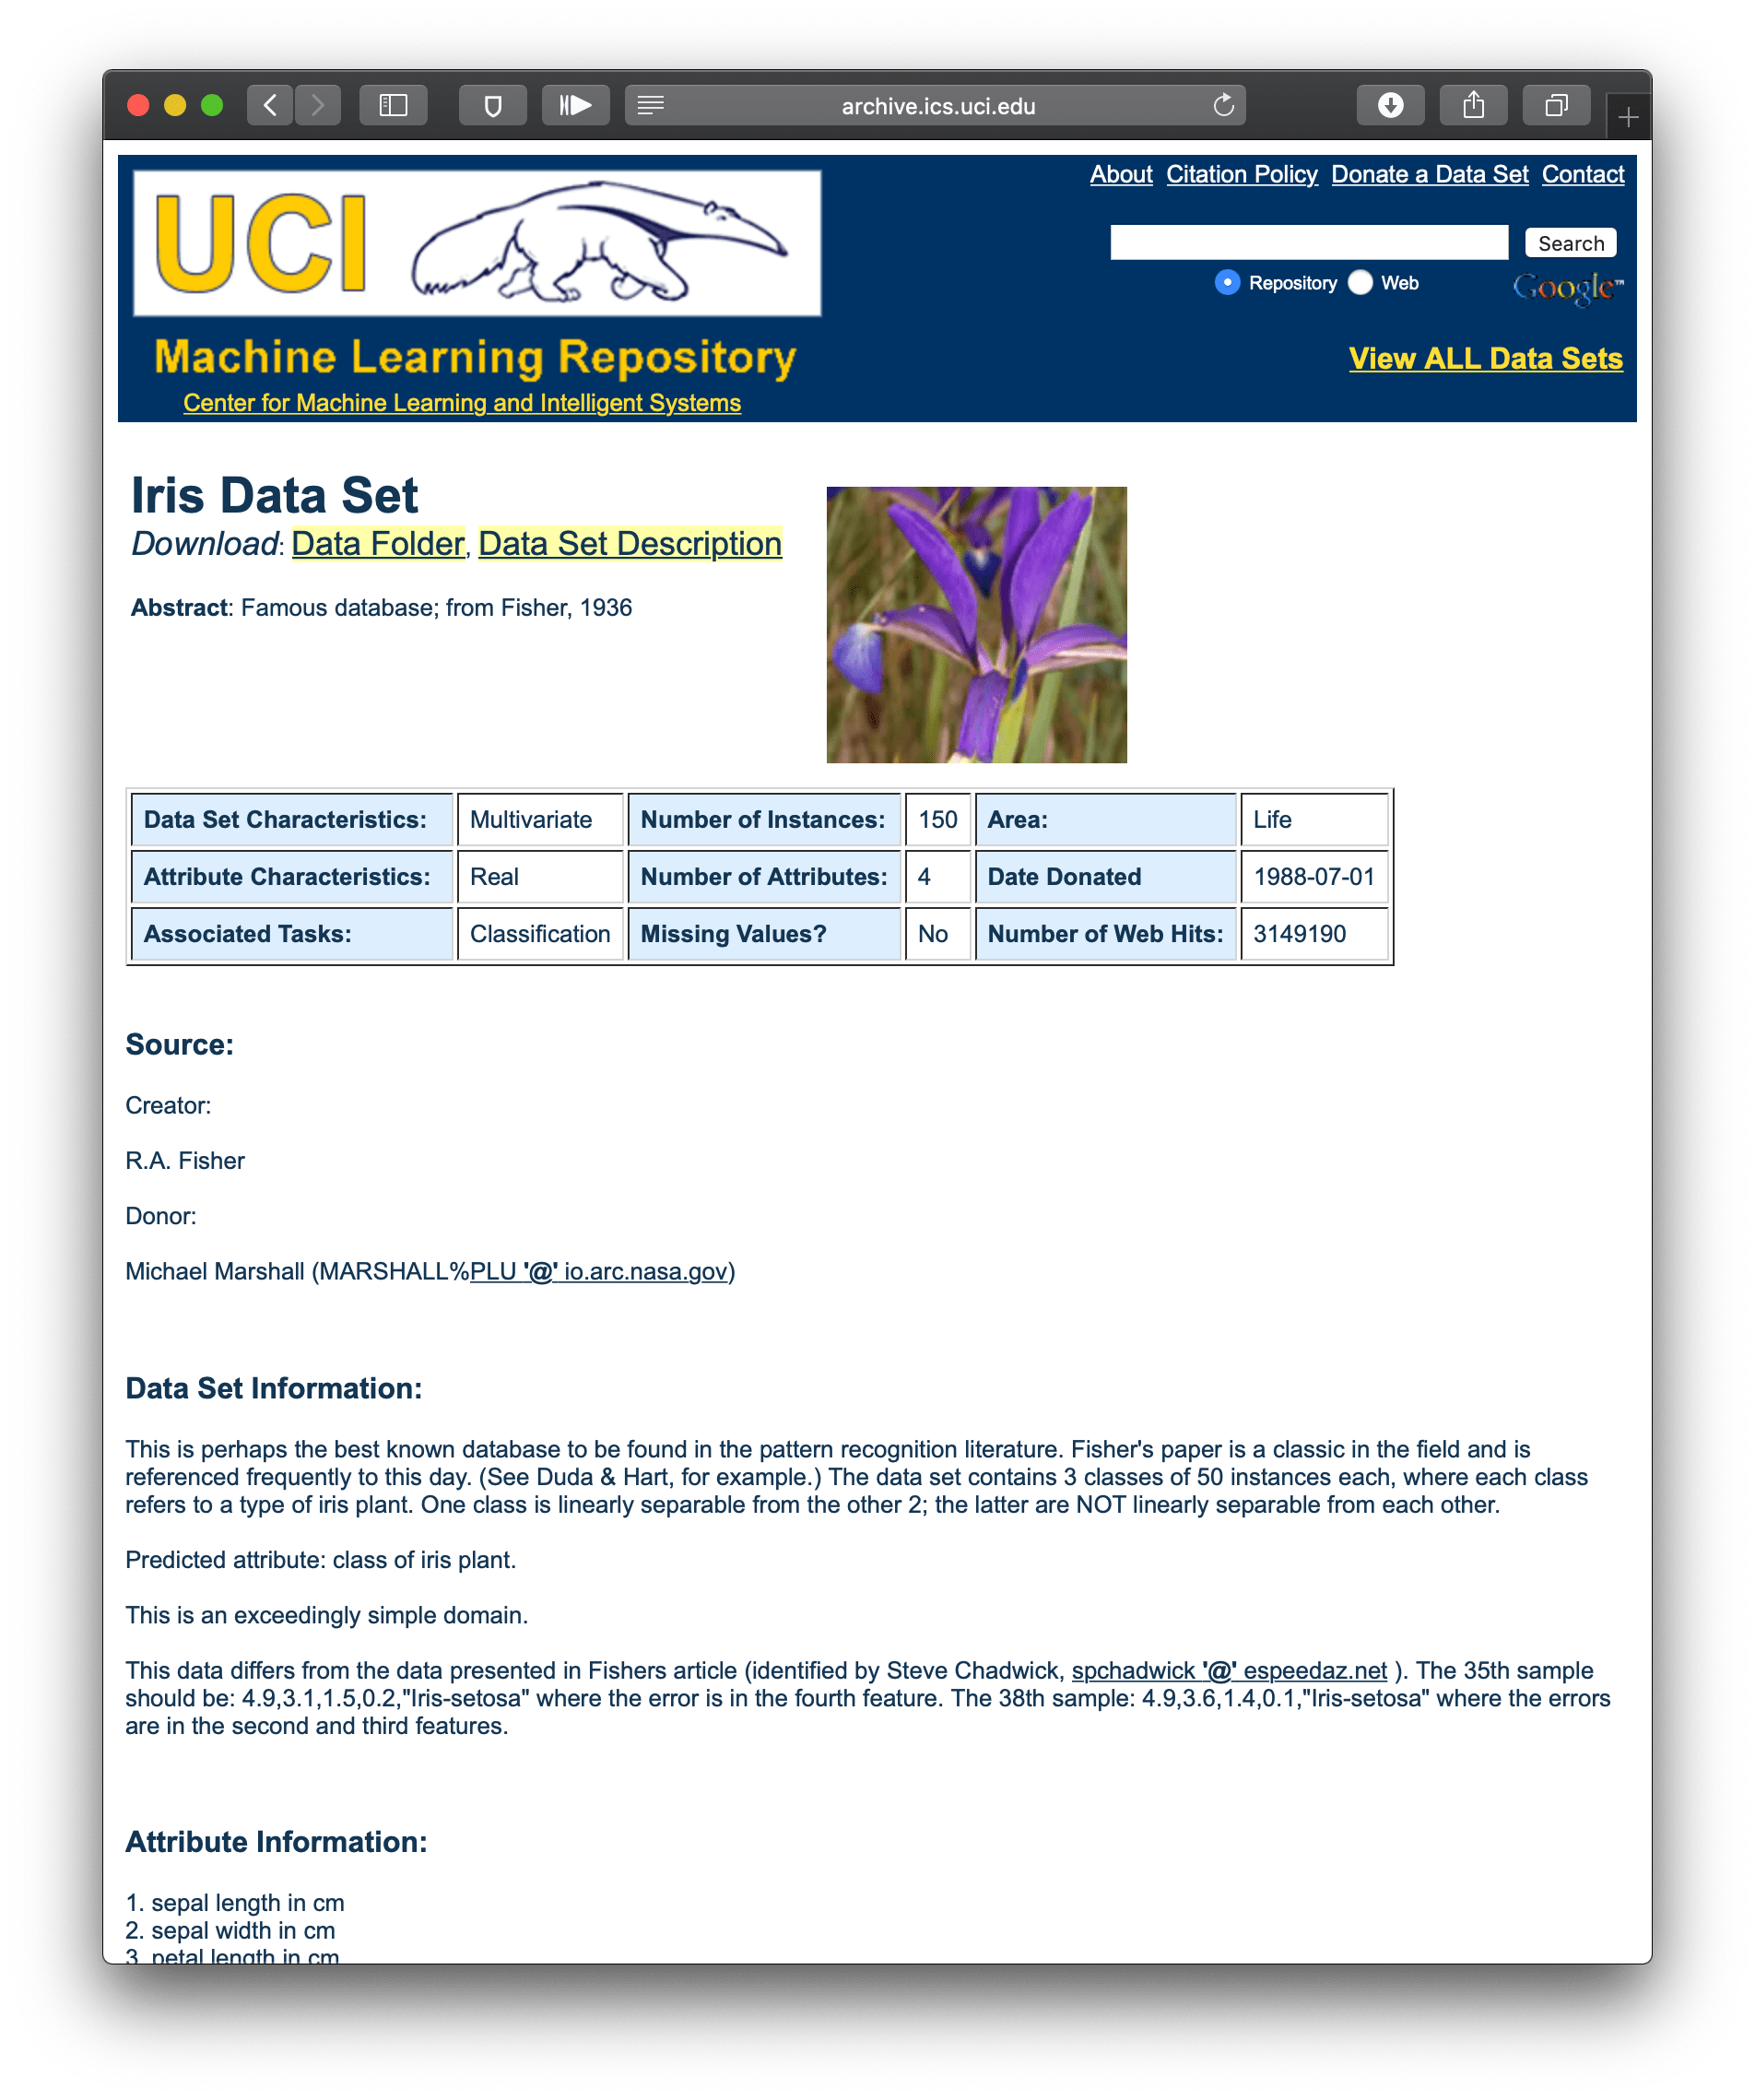 archive.ics.uci.edu
UCI
About Citation Policy Donate a Data Set Contact
Search
Repository Web Google™
Machine Learning Repository
View ALL Data Sets
Center for Machine Learning and Intelligent Systems
Iris Data Set
Download: Data Folder, Data Set Description
Abstract: Famous database; from Fisher, 1936
Data Set Characteristics: Multivariate Number of Instances: 150 Area: Life
Attribute Characteristics: Real Number of Attributes: 4 Date Donated 1988-07-01
Associated Tasks: Classification Missing Values? No Number of Web Hits: 3149190
Source:
Creator:
R.A. Fisher
Donor:
Michael Marshall (MARSHALL%PLU '@' io.arc.nasa.gov)
Data Set Information:
This is perhaps the best known database to be found in the pattern recognition literature. Fisher's paper is a classic in the field and is
referenced frequently to this day. (See Duda & Hart, for example.) The data set contains 3 classes of 50 instances each, where each class
refers to a type of iris plant. One class is linearly separable from the other 2; the latter are NOT linearly separable from each other.
Predicted attribute: class of iris plant.
This is an exceedingly simple domain.
This data differs from the data presented in Fishers article (identified by Steve Chadwick, spchadwick '@' espeedaz.net ). The 35th sample
should be: 4.9,3.1,1.5,0.2,"Iris-setosa" where the error is in the fourth feature. The 38th sample: 4.9,3.6,1.4,0.1,"Iris-setosa" where the errors
are in the second and third features.
Attribute Information:
1. sepal length in cm
2. sepal width in cm
3. petal length in cm